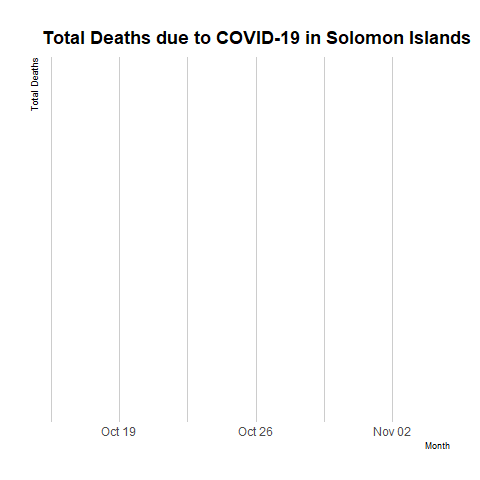 Total Deaths due to COVID-19 in Solomon Islands
Total Deaths
Oct 19
Oct 26
Nov 02
Month